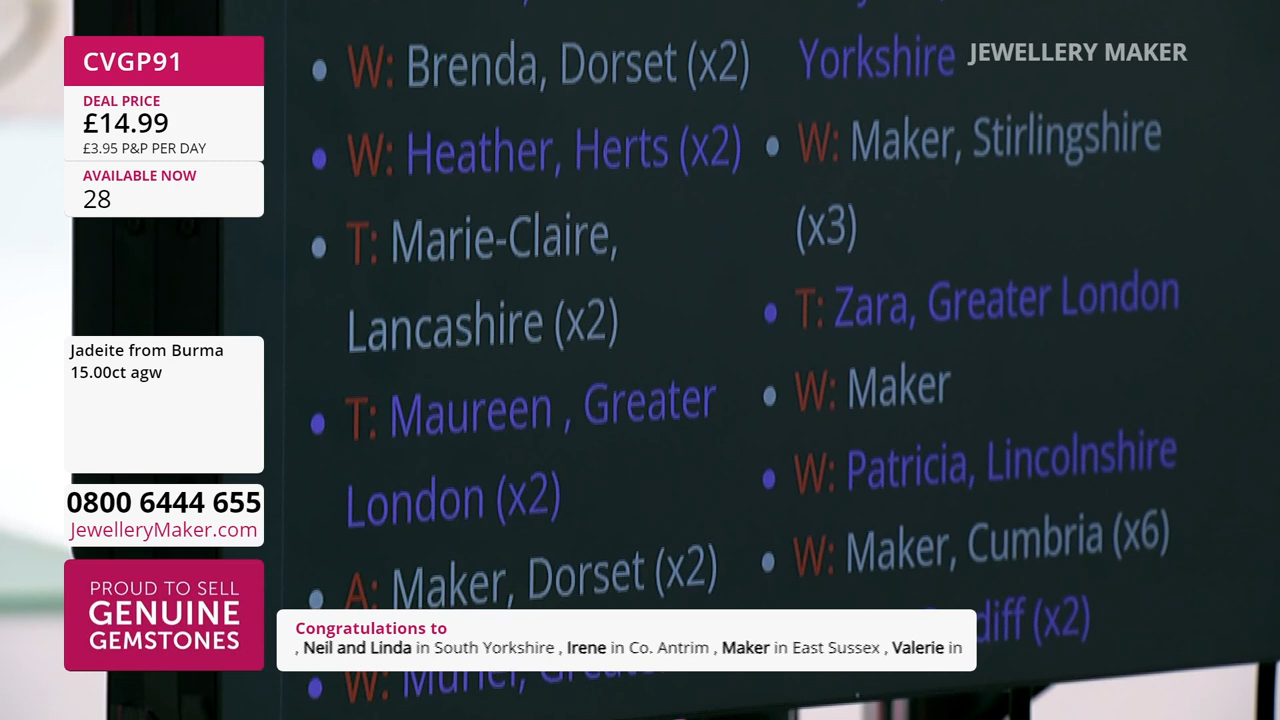 CVGP91
DEAL PRICE
£14.99
£3.95 P&P PER DAY
AVAILABLE NOW
28
Jadeite from Burma
15.00ct agw
0800 6444 655
JewelleryMaker.com
PROUD TO SELL
GENUINE
GEMSTONES
W: Brenda, Dorset (x2)
W: Heather, Herts (x2)
T: Marie-Claire,
Lancashire (x2)
T: Maureen , Greater
London (x2)
A: Maker, Dorset (x2)
W: Muriel,
Yorkshire
JEWELLERY MAKER
W: Maker, Stirlingshire
(x3)
T: Zara, Greater London
W: Maker
W: Patricia, Lincolnshire
W: Maker, Cumbria (x6)
(x2)
Congratulations to
, Neil and Linda in South Yorkshire , Irene in Co. Antrim , Maker in East Sussex , Valerie in